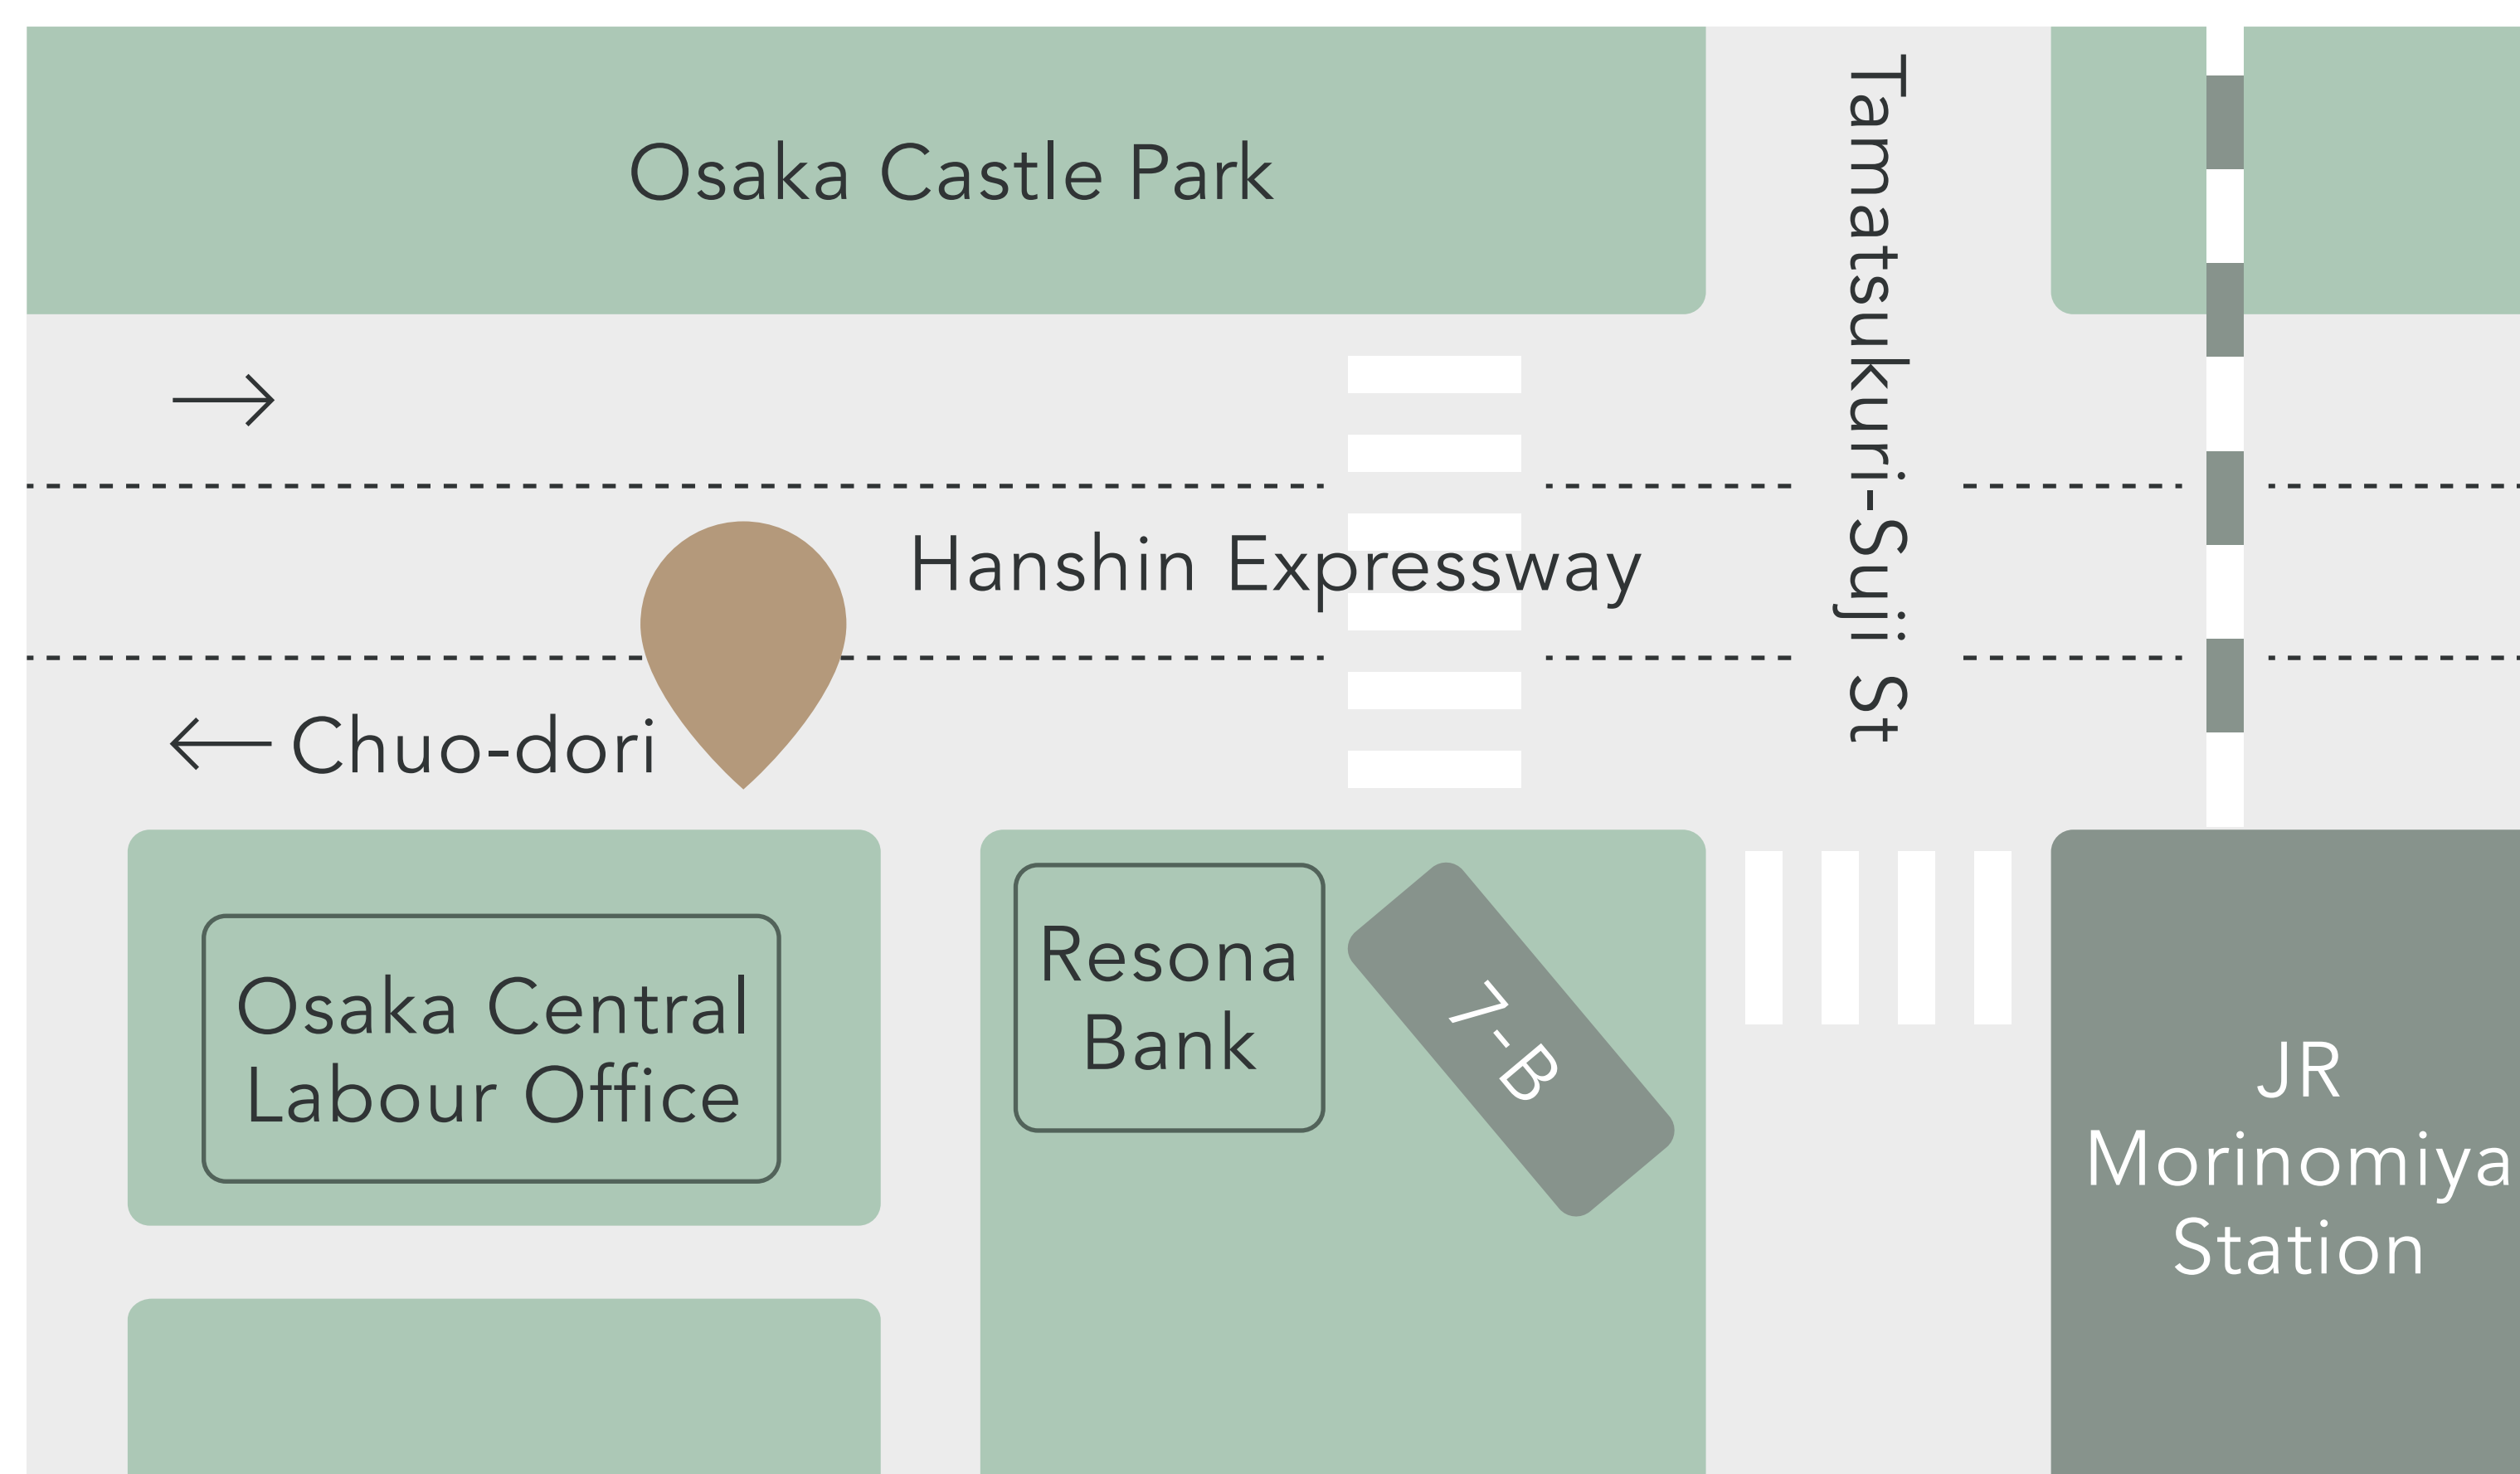 Osaka Castle Park
Tamatsukuri-Suji St
Hanshin Expressway
Chuo-dori
Osaka Central
Labour Office
Resona
Bank
7-B
JR
Morinomiya
Station